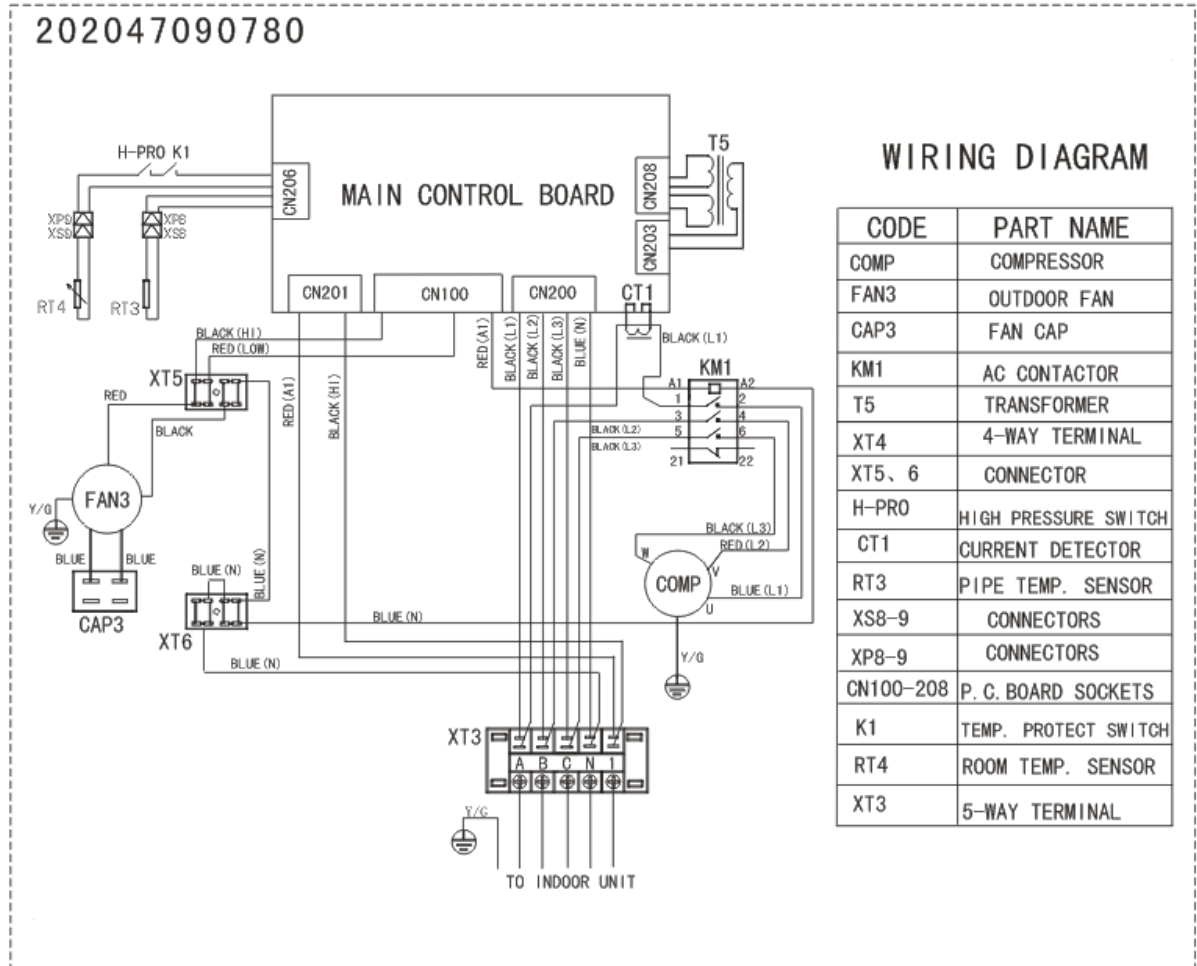 202047090780
WIRING DIAGRAM
H-PRO K1
T5
CN206
MAIN CONTROL BOARD
CN208
CN203
XP9
XS9
XP8
XS8
RT4
RT3
CN201
CN100
CN200
CT1
BLACK(HI)
RED(LOW)
RED(A1)
BLACK(L1)
BLACK(L2)
BLACK(L3)
BLUE(N)
BLACK(L1)
KM1
XT5
A1
A2
1
2
3
4
5
6
21
22
BLACK(L2)
BLACK(L3)
RED
BLACK
RED(A1)
BLACK(HI)
FAN3
Y/G
BLUE
BLUE
CAP3
BLUE(N)
BLUE(N)
XT6
BLUE(N)
BLUE(N)
BLACK(L3)
RED(L2)
W
V
COMP
BLUE(L1)
U
Y/G
XT3
A B C N 1
Y/G
TO INDOOR UNIT
CODE PART NAME
COMP COMPRESSOR
FAN3 OUTDOOR FAN
CAP3 FAN CAP
KM1 AC CONTACTOR
T5 TRANSFORMER
XT4 4-WAY TERMINAL
XT5、6 CONNECTOR
H-PRO HIGH PRESSURE SWITCH
CT1 CURRENT DETECTOR
RT3 PIPE TEMP. SENSOR
XS8-9 CONNECTORS
XP8-9 CONNECTORS
CN100-208 P.C.BOARD SOCKETS
K1 TEMP. PROTECT SWITCH
RT4 ROOM TEMP. SENSOR
XT3 5-WAY TERMINAL